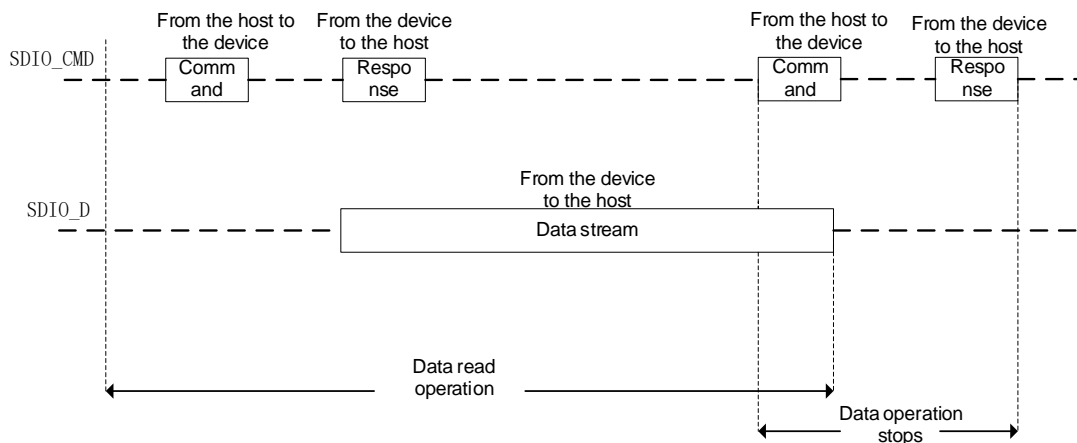 From the host to
the device
From the device
to the host
From the host to
the device
From the device
to the host
SDIO_CMD
Comm
and
Respo
nse
Comm
and
Respo
nse
From the device
to the host
SDIO_D
Data stream
Data read
operation
Data operation
stops